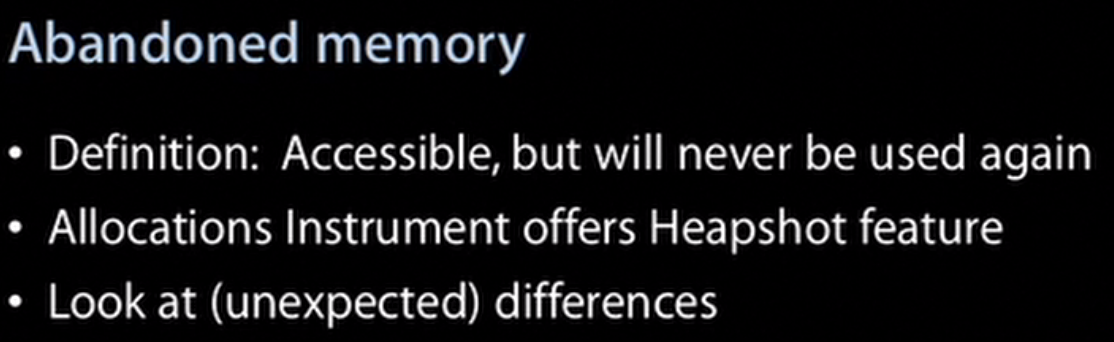 Abandoned memory
• Definition:  Accessible, but will never be used again
• Allocations Instrument offers Heapshot feature
• Look at (unexpected) differences